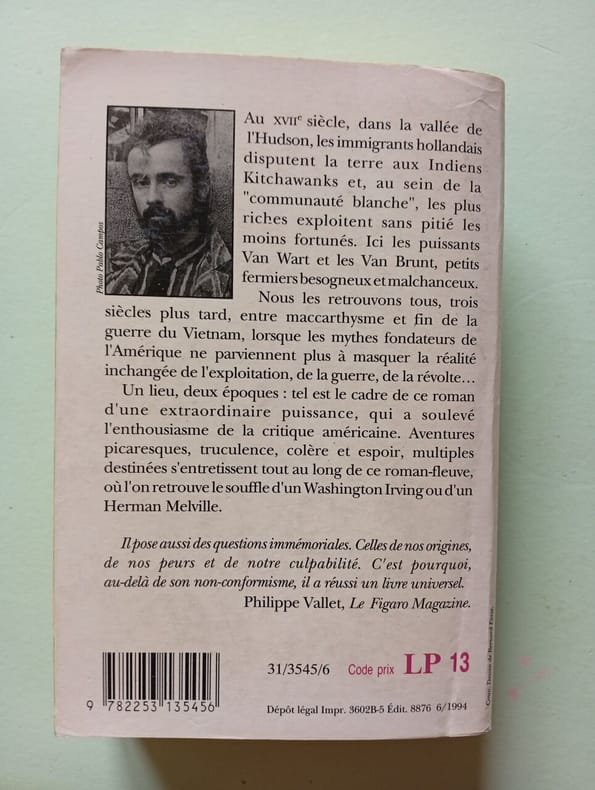 Photo Pablo Campos
Au XVIIe siècle, dans la vallée de
l'Hudson, les immigrants hollandais
disputent la terre aux Indiens
Kitchawanks et, au sein de la
"communauté blanche", les plus
riches exploitent sans pitié les
moins fortunés. Ici les puissants
Van Wart et les Van Brunt, petits
fermiers besogneux et malchanceux.
Nous les retrouvons tous, trois
siècles plus tard, entre maccarthysme et fin de la
guerre du Vietnam, lorsque les mythes fondateurs de
l'Amérique ne parviennent plus à masquer la réalité
inchangée de l'exploitation, de la guerre, de la révolte...
Un lieu, deux époques : tel est le cadre de ce roman
d'une extraordinaire puissance, qui a soulevé
l'enthousiasme de la critique américaine. Aventures
picaresques, truculence, colère et espoir, multiples
destinées s'entretissent tout au long de ce roman-fleuve,
où l'on retrouve le souffle d'un Washington Irving ou d'un
Herman Melville.
Il pose aussi des questions immémoriales. Celles de nos origines,
de nos peurs et de notre culpabilité. C'est pourquoi,
au-delà de son non-conformisme, il a réussi un livre universel.
Philippe Vallet, Le Figaro Magazine.
31/3545/6 Code prix LP 13
9 782253 135456
Dépôt légal Impr. 3602B-5 Édit. 8876 6/1994